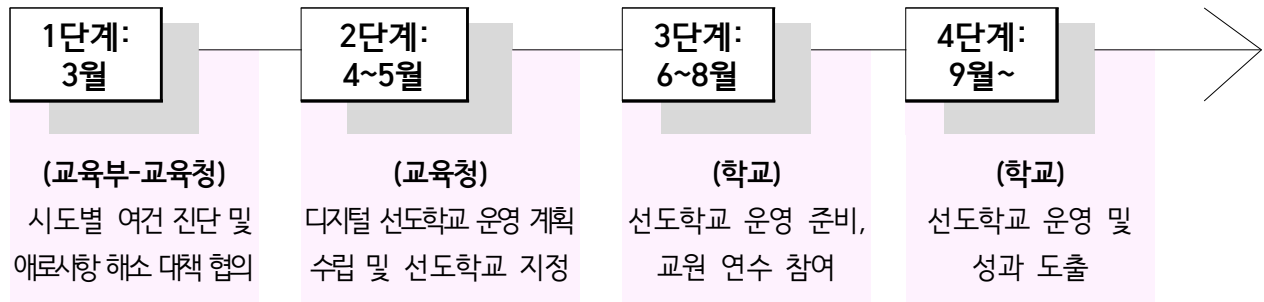 1단계:
3월
(교육부-교육청)
시도별 여건 진단 및
애로사항 해소 대책 협의
2단계:
4~5월
(교육청)
디지털 선도학교 운영 계획
수립 및 선도학교 지정
3단계:
6~8월
(학교)
선도학교 운영 준비,
교원 연수 참여
4단계:
9월~
(학교)
선도학교 운영 및
성과 도출